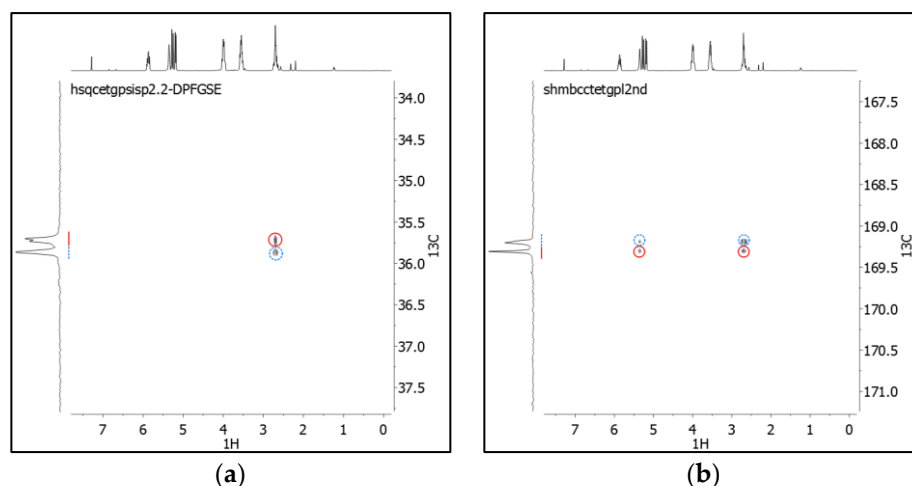 hsqcetgpsisp2.2-DPFGSE
34.0
34.5
35.0
35.5
36.0
36.5
37.0
37.5
13C
7 6 5 4 3 2 1 0
1H
(a)
shmbcctetgpl2nd
167.5
168.0
168.5
169.0
169.5
170.0
170.5
171.0
13C
7 6 5 4 3 2 1 0
1H
(b)